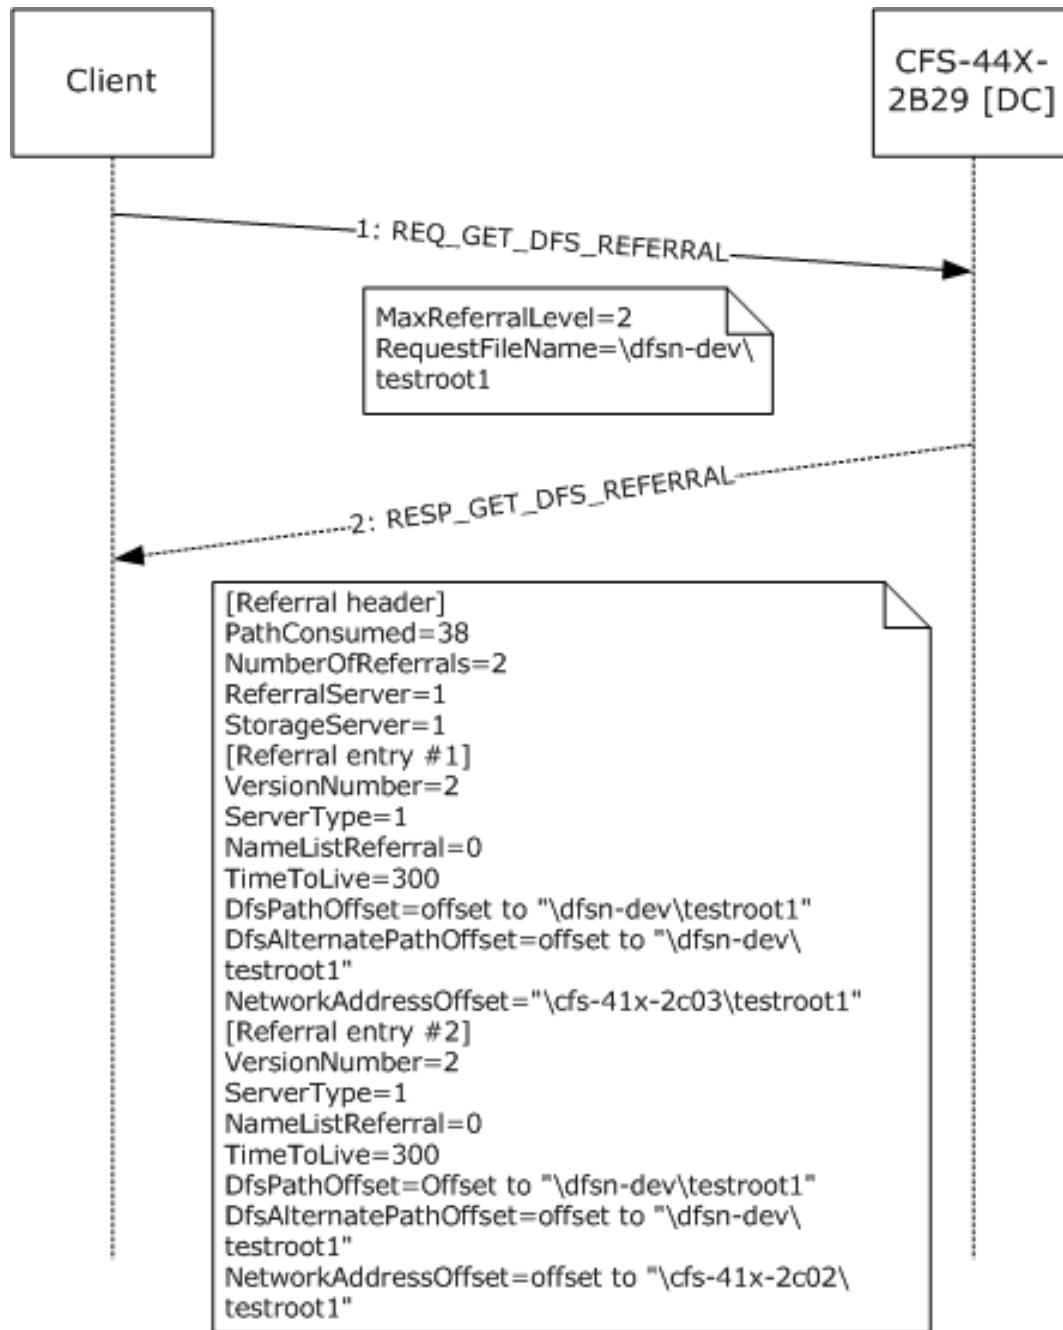 Client
CFS-44X-
2B29 [DC]
1: REQ_GET_DFS_REFERRAL
MaxReferralLevel=2
RequestFileName=\dfsn-dev\
testroot1
2: RESP_GET_DFS_REFERRAL
[Referral header]
PathConsumed=38
NumberOfReferrals=2
ReferralServer=1
StorageServer=1
[Referral entry #1]
VersionNumber=2
ServerType=1
NameListReferral=0
TimeToLive=300
DfsPathOffset=offset to "\dfsn-dev\testroot1"
DfsAlternatePathOffset=offset to "\dfsn-dev\
testroot1"
NetworkAddressOffset="\cfs-41x-2c03\testroot1"
[Referral entry #2]
VersionNumber=2
ServerType=1
NameListReferral=0
TimeToLive=300
DfsPathOffset=Offset to "\dfsn-dev\testroot1"
DfsAlternatePathOffset=offset to "\dfsn-dev\
testroot1"
NetworkAddressOffset=offset to "\cfs-41x-2c02\
testroot1"